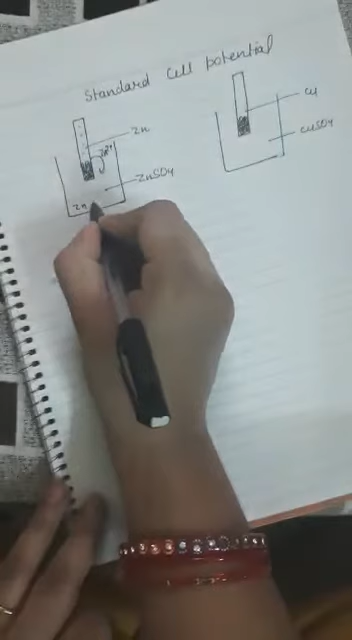 Standard Cell potential
Zn
Zn²⁺
ZnSO4
Zn
Cu
CuSO4